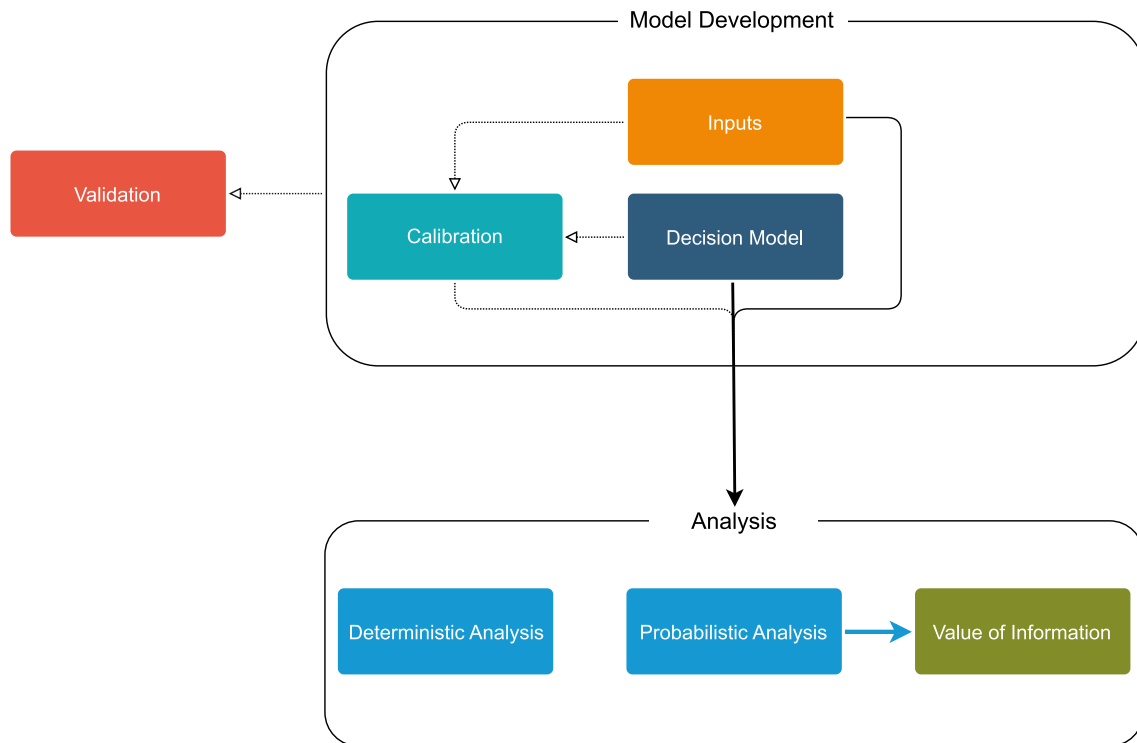 Model Development
Inputs
Validation
Calibration
Decision Model
Analysis
Deterministic Analysis
Probabilistic Analysis
Value of Information